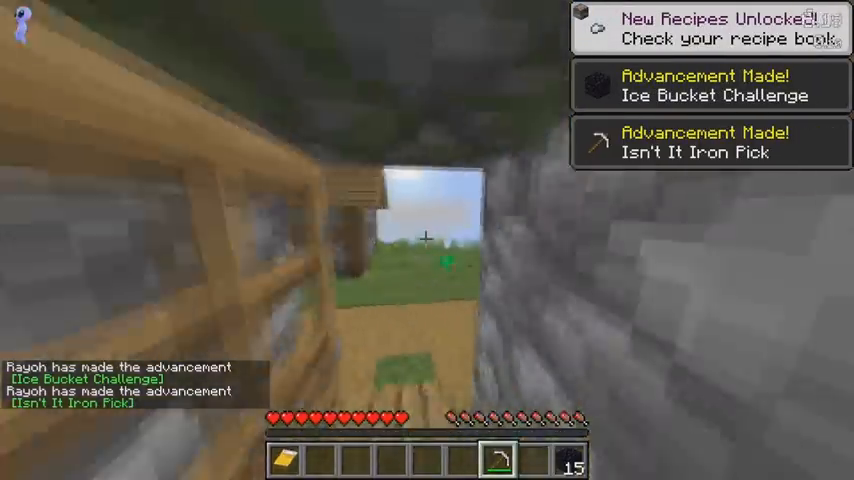 New Recipes Unlocked!
Check your recipe book
Advancement Made!
Ice Bucket Challenge
Advancement Made!
Isn't It Iron Pick
Rayoh has made the advancement
[Ice Bucket Challenge]
Rayoh has made the advancement
[Isn't It Iron Pick]
15